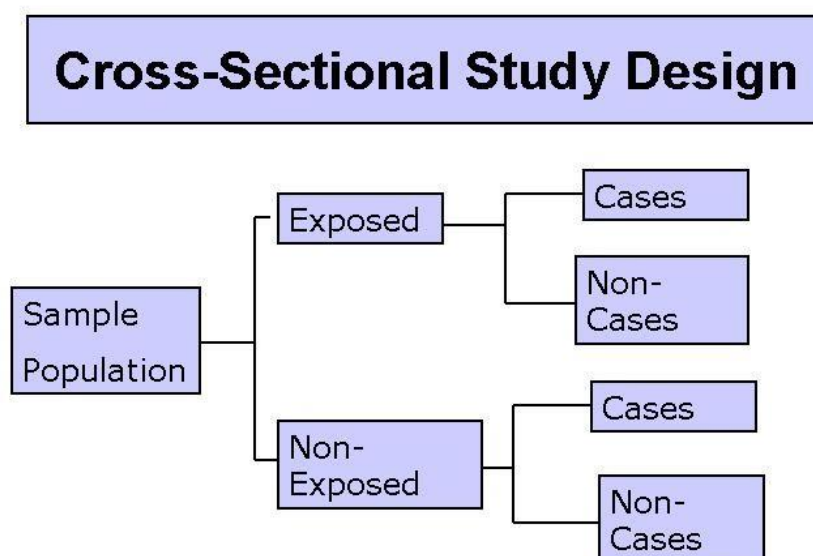 Cross-Sectional Study Design
Exposed
Cases
Non-
Cases
Sample
Population
Non-
Exposed
Cases
Non-
Cases